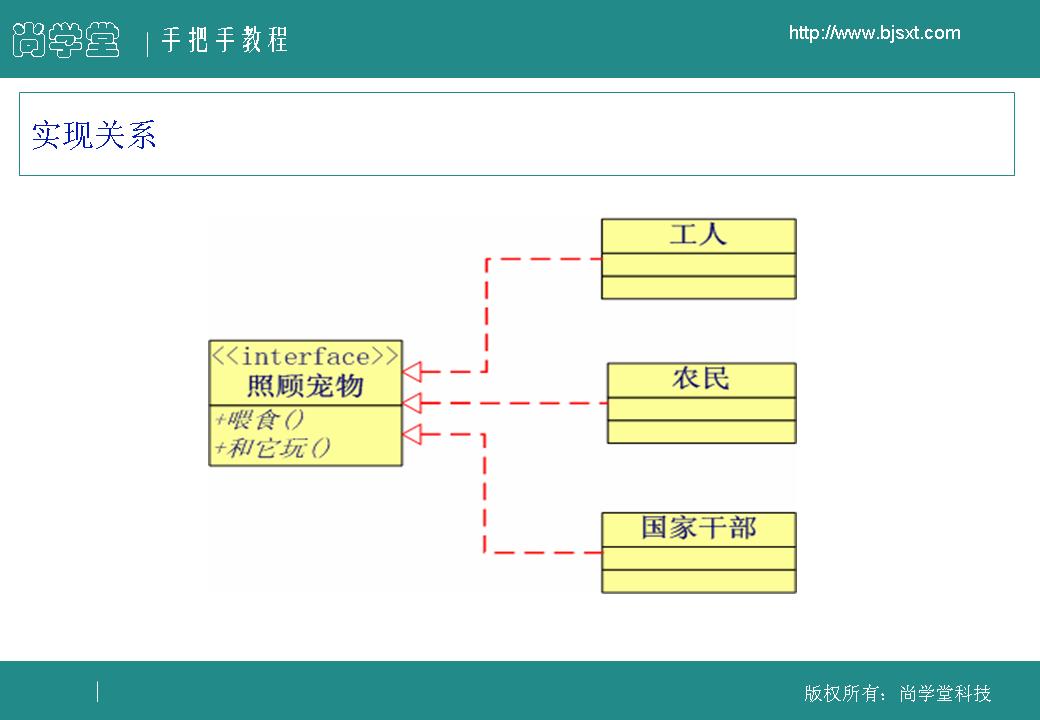 尚学堂 手把手教程
http://www.bjsxt.com
实现关系
工人
<<interface>>
照顾宠物
+喂食()
+和它玩()
农民
国家干部
版权所有：尚学堂科技